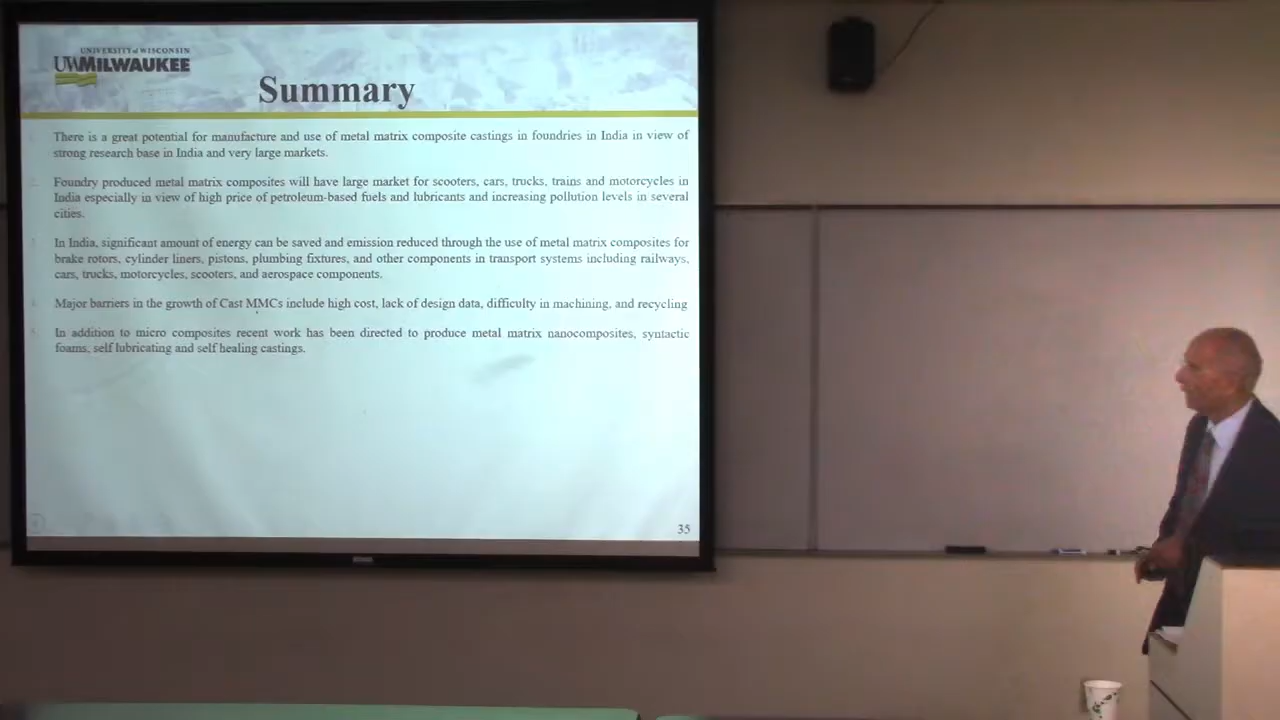 UNIVERSITY of WISCONSIN
UWMILWAUKEE
Summary
There is a great potential for manufacture and use of metal matrix composite castings in foundries in India in view of
strong research base in India and very large markets.
2. Foundry produced metal matrix composites will have large market for scooters, cars, trucks, trains and motorcycles in
India especially in view of high price of petroleum-based fuels and lubricants and increasing pollution levels in several
cities.
3. In India, significant amount of energy can be saved and emission reduced through the use of metal matrix composites for
brake rotors, cylinder liners, pistons, plumbing fixtures, and other components in transport systems including railways,
cars, trucks, motorcycles, scooters, and aerospace components.
4. Major barriers in the growth of Cast MMCs include high cost, lack of design data, difficulty in machining, and recycling
5. In addition to micro composites recent work has been directed to produce metal matrix nanocomposites, syntactic
foams, self lubricating and self healing castings.
35